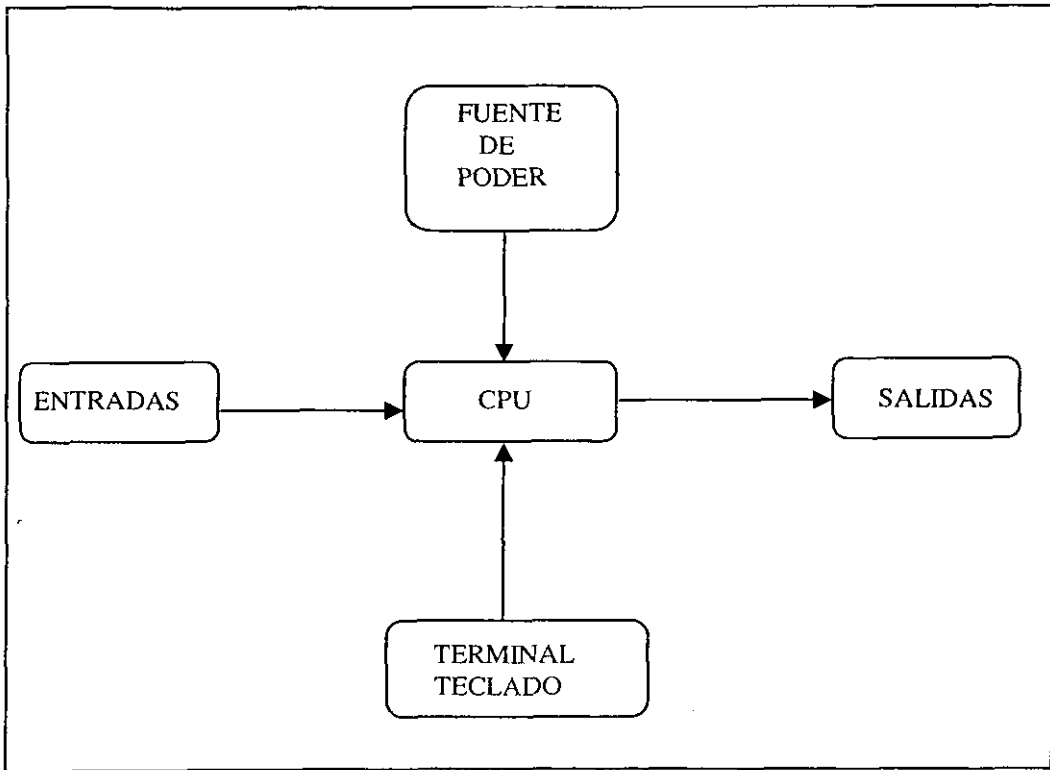 FUENTE
DE
PODER
ENTRADAS
CPU
SALIDAS
TERMINAL
TECLADO